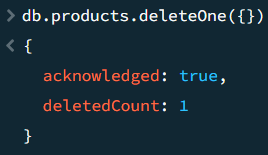 > db.products.deleteOne({})
< {
acknowledged: true,
deletedCount: 1
}